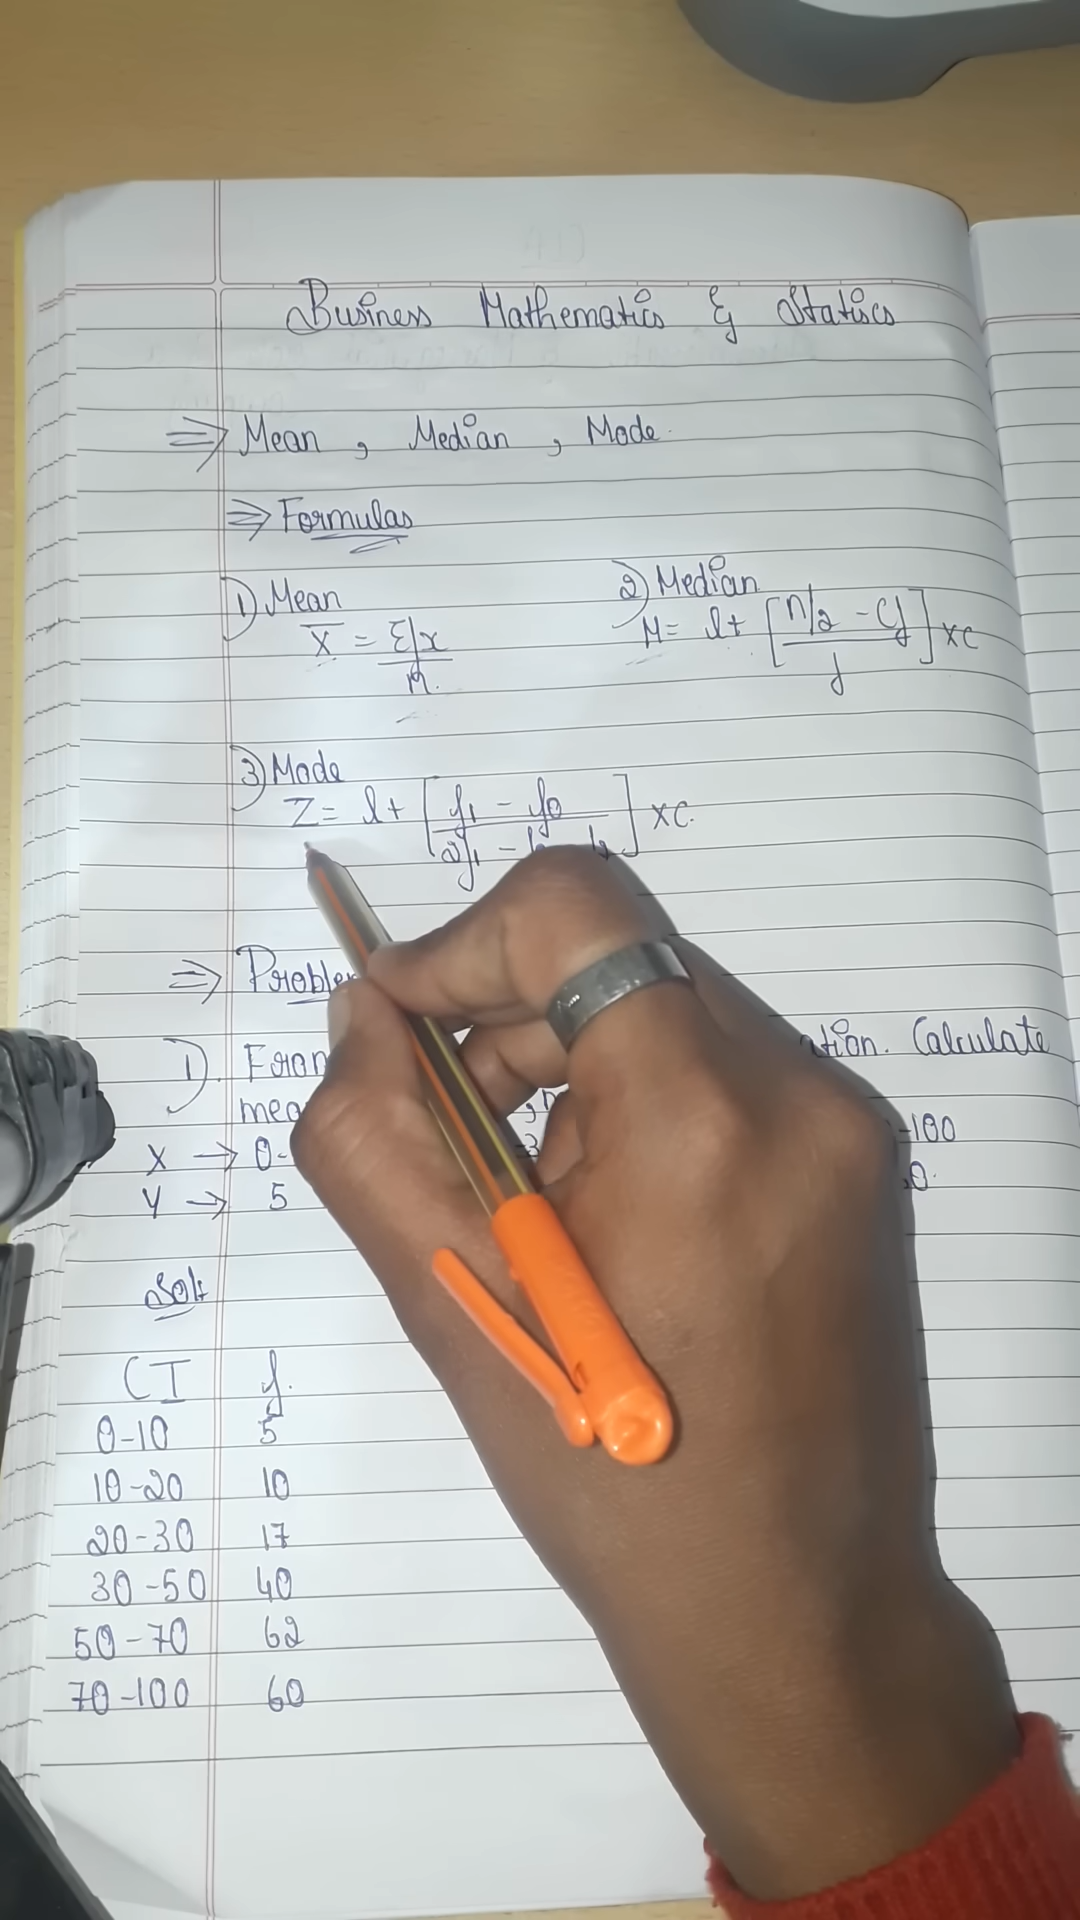 Business Mathematics & Statiscs
⇒ Mean, Median, Mode
⇒ Formulas
1) Mean
X̄ = Σfx/n.
2) Median
M = l + [n/2 - cf / f] × c
3) Mode
Z = l + [f1 - f0 / 2f1 -] × c.
⇒
1).
Calculate
X → 0- -100
Y → 5
Sol:
CI f.
0-10 5
10-20 10
20-30 17
30-50 40
50-70 62
70-100 60